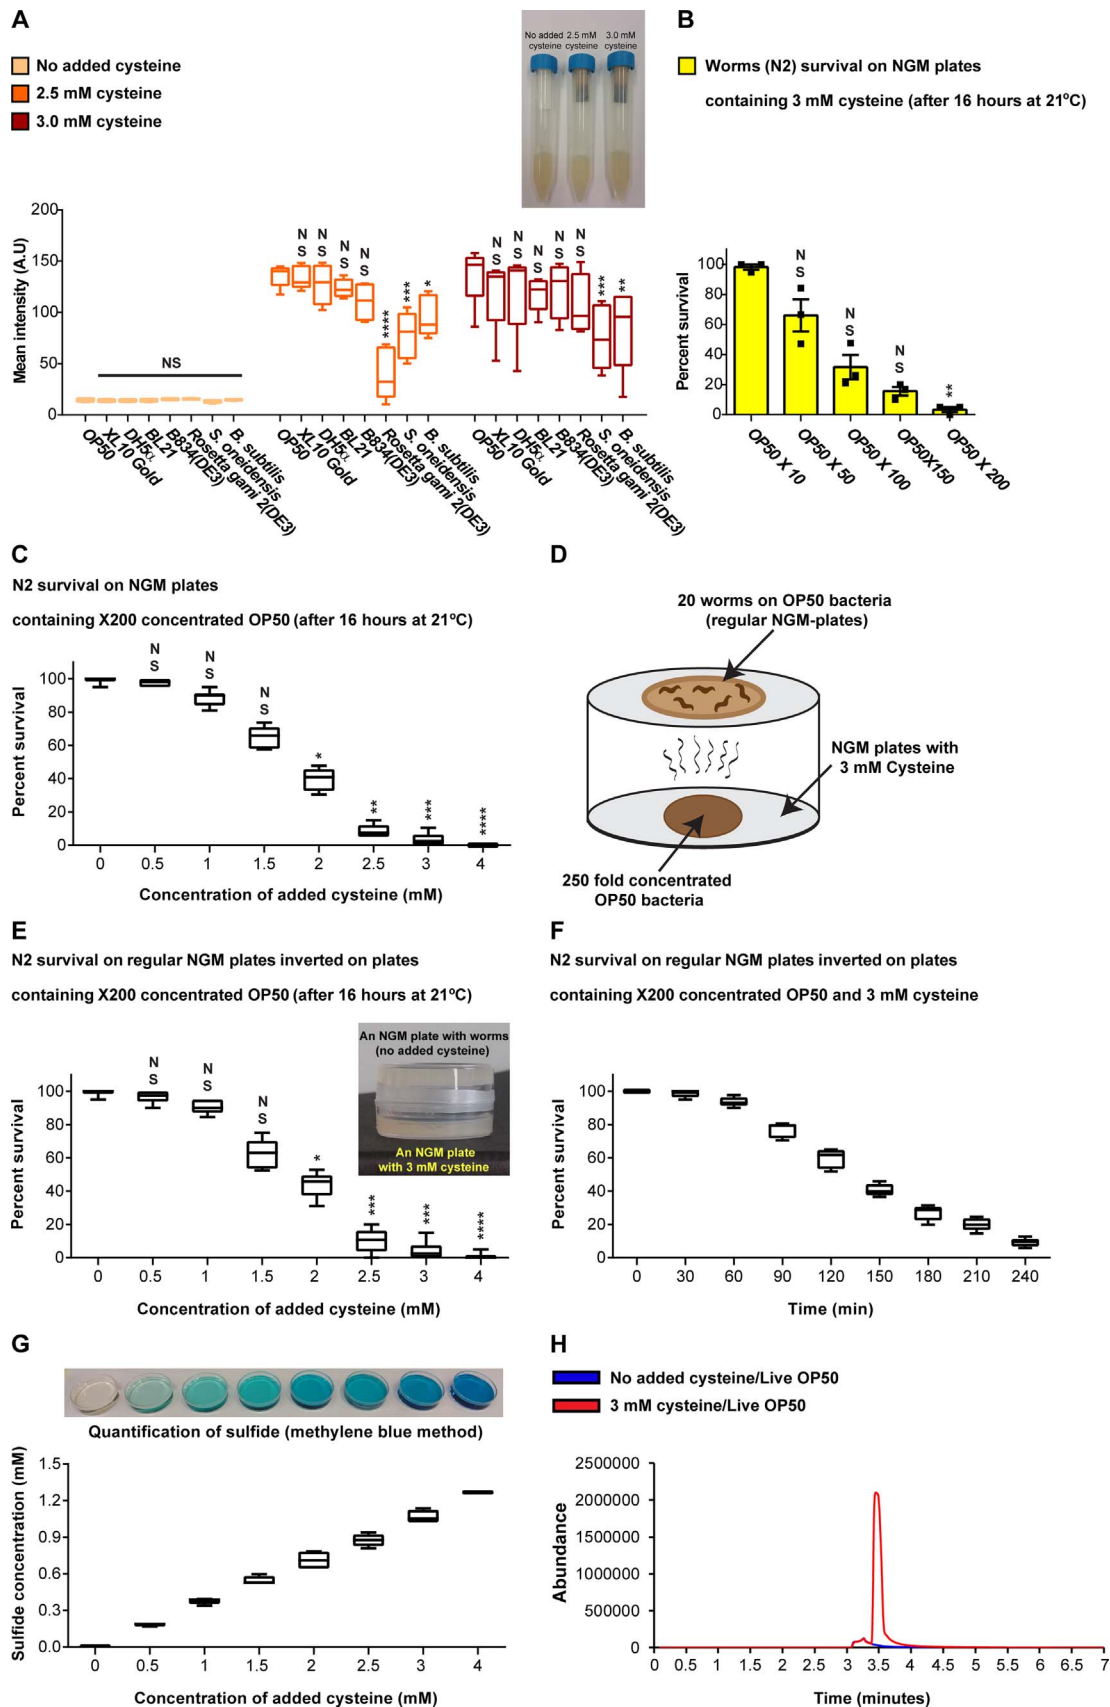 A
No added cysteine
2.5 mM cysteine
3.0 mM cysteine
No added 2.5 mM 3.0 mM
cysteine cysteine cysteine
B
Worms (N2) survival on NGM plates
containing 3 mM cysteine (after 16 hours at 21ºC)
Mean intensity (A.U)
200
150
100
50
0
NS
N
S
N
S
N
S
N
S
****
***
*
N
S
N
S
N
S
N
S
N
S
***
**
OP50
XL10 Gold
DH5α
BL21
B834(DE3)
Rosetta gami 2(DE3)
S. oneidensis
B. subtilis
OP50
XL10 Gold
DH5α
BL21
B834(DE3)
Rosetta gami 2(DE3)
S. oneidensis
B. subtilis
OP50
XL10 Gold
DH5α
BL21
B834(DE3)
Rosetta gami 2(DE3)
S. oneidensis
B. subtilis
Percent survival
100
80
60
40
20
0
N
S
N
S
N
S
**
OP50 X 10
OP50 X 50
OP50 X 100
OP50X150
OP50 X 200
C
N2 survival on NGM plates
containing X200 concentrated OP50 (after 16 hours at 21ºC)
Percent survival
100
80
60
40
20
0
N
S
N
S
N
S
*
**
***
****
0 0.5 1 1.5 2 2.5 3 4
Concentration of added cysteine (mM)
D
20 worms on OP50 bacteria
(regular NGM-plates)
NGM plates with
3 mM Cysteine
250 fold concentrated
OP50 bacteria
E
N2 survival on regular NGM plates inverted on plates
containing X200 concentrated OP50 (after 16 hours at 21ºC)
An NGM plate with worms
(no added cysteine)
An NGM plate
with 3 mM cysteine
Percent survival
100
80
60
40
20
0
N
S
N
S
N
S
*
***
***
****
0 0.5 1 1.5 2 2.5 3 4
Concentration of added cysteine (mM)
F
N2 survival on regular NGM plates inverted on plates
containing X200 concentrated OP50 and 3 mM cysteine
Percent survival
100
80
60
40
20
0
0 30 60 90 120 150 180 210 240
Time (min)
G
Quantification of sulfide (methylene blue method)
Sulfide concentration (mM)
1.5
1.2
0.9
0.6
0.3
0.0
0 0.5 1 1.5 2 2.5 3 4
Concentration of added cysteine (mM)
H
No added cysteine/Live OP50
3 mM cysteine/Live OP50
Abundance
2500000
2000000
1500000
1000000
500000
0
0 0.5 1 1.5 2 2.5 3 3.5 4 4.5 5 5.5 6 6.5 7
Time (minutes)